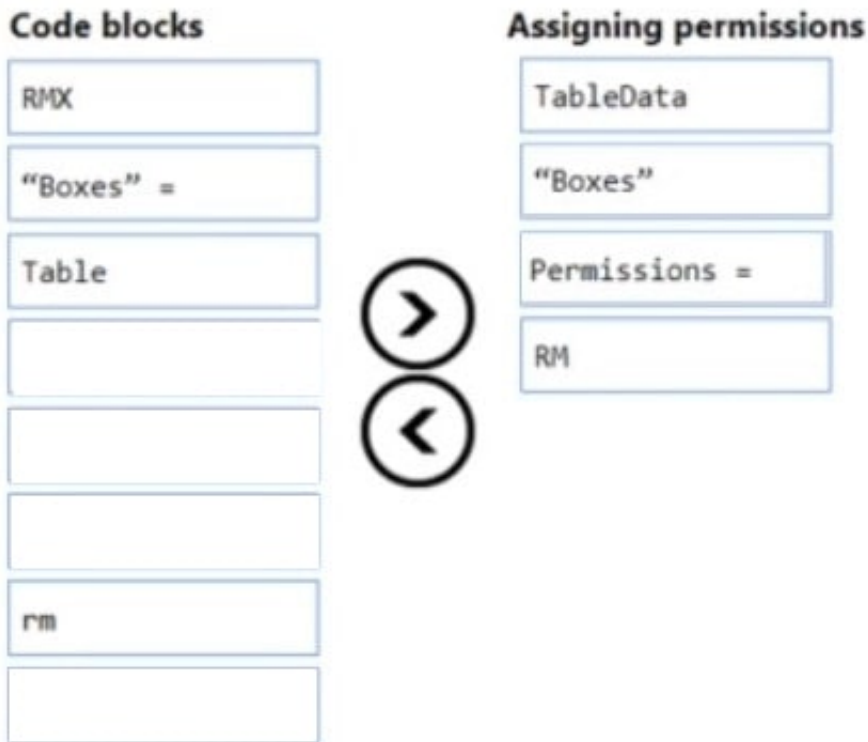 Code blocks
RMX
“Boxes” =
Table
rm
Assigning permissions
TableData
“Boxes”
Permissions =
RM